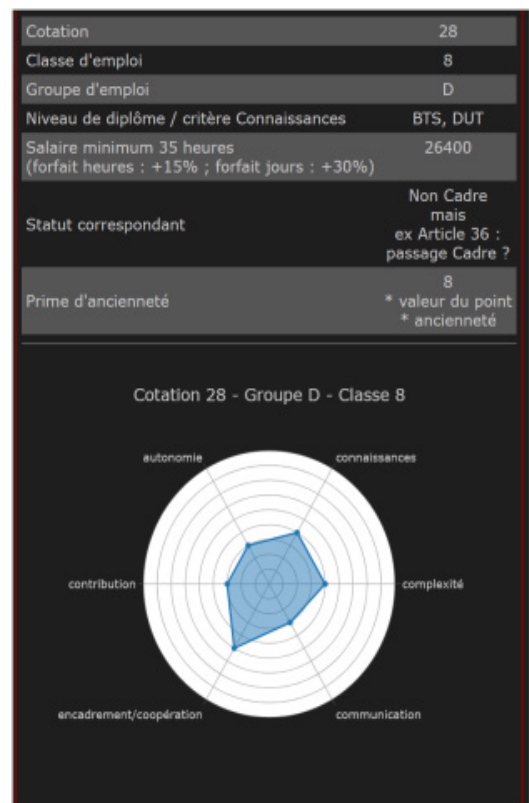 Cotation 28
Classe d'emploi 8
Groupe d'emploi D
Niveau de diplôme / critère Connaissances BTS, DUT
Salaire minimum 35 heures 26400
(forfait heures : +15% ; forfait jours : +30%)
Non Cadre
mais
Statut correspondant ex Article 36 :
passage Cadre ?
8
Prime d'ancienneté * valeur du point
* ancienneté
Cotation 28 - Groupe D - Classe 8
autonomie connaissances
contribution complexité
encadrement/coopération communication